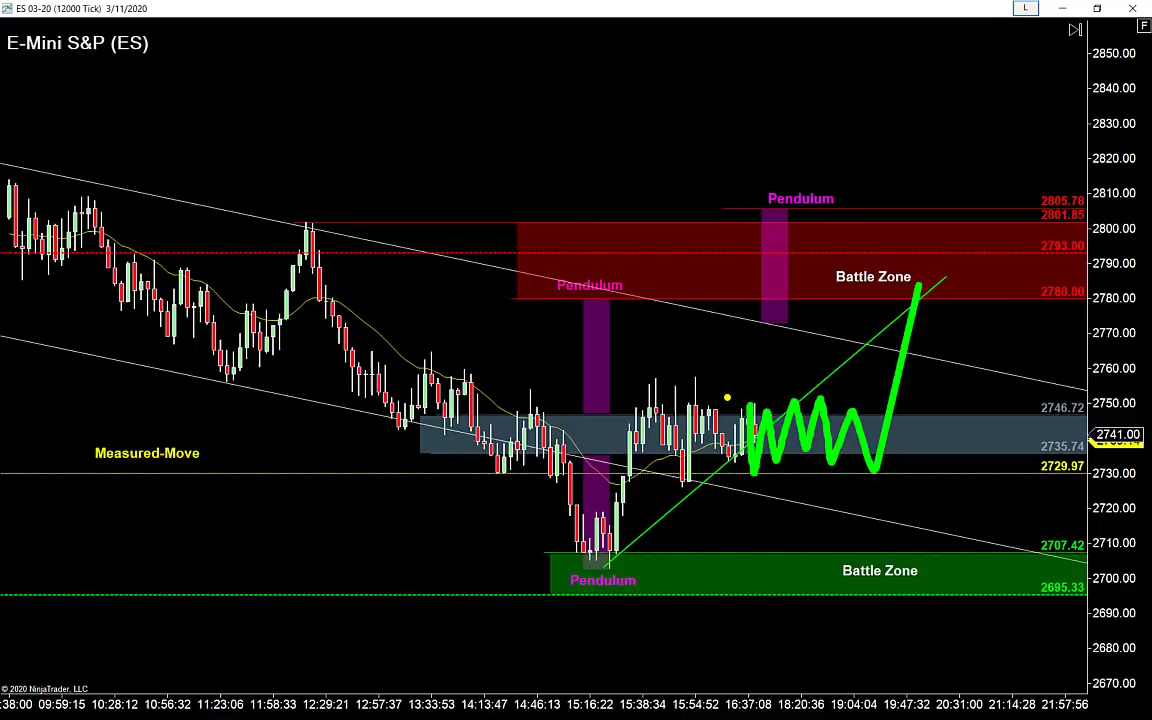 ES 03-20 (12000 Tick) 3/11/2020
L
F
E-Mini S&P (ES)
2850.00
2840.00
2830.00
2820.00
2810.00
2800.00
2790.00
2780.00
2770.00
2760.00
2750.00
2741.00
2730.00
2720.00
2710.00
2700.00
2690.00
2680.00
2670.00
Pendulum
2805.78
2801.85
2793.00
Battle Zone
Pendulum
2780.00
2746.72
2735.74
Measured-Move
2729.97
2707.42
Battle Zone
Pendulum
2695.33
© 2020 NinjaTrader, LLC
:38:00 09:59:15 10:28:12 10:56:32 11:23:06 11:58:33 12:29:21 12:57:37 13:33:53 14:13:47 14:46:13 15:16:22 15:38:34 15:54:52 16:37:08 18:20:36 19:04:04 19:47:32 20:31:00 21:14:28 21:57:56